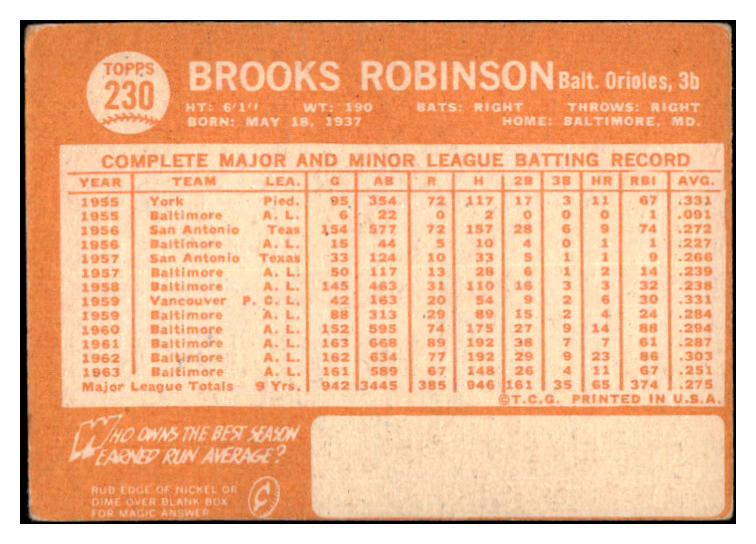 TOPPS
230
BROOKS ROBINSON Balt. Orioles, 3b
HT: 6'1" WT: 190 BATS: RIGHT THROWS: RIGHT
BORN: MAY 18, 1937 HOME: BALTIMORE, MD.
COMPLETE MAJOR AND MINOR LEAGUE BATTING RECORD
YEAR TEAM LEA. G AB R H 2B 3B HR RBI AVG.
1955 York Pied. 95 354 72 117 17 3 11 67 .331
1955 Baltimore A. L. 6 22 0 2 0 0 0 1 .091
1956 San Antonio Teas 154 577 72 157 28 6 9 74 .272
1956 Baltimore A. L. 15 44 5 10 4 0 1 1 .227
1957 San Antonio Texas 33 124 10 33 5 1 1 9 .266
1957 Baltimore A. L. 50 117 13 28 6 1 2 14 .239
1958 Baltimore A. L. 145 463 31 110 16 3 3 32 .238
1959 Vancouver P. C. L. 42 163 20 54 9 2 6 30 .331
1959 Baltimore A. L. 88 313 .29 89 15 2 4 24 .284
1960 Baltimore A. L. 152 595 74 175 27 9 14 88 .294
1961 Baltimore A. L. 163 668 89 192 38 7 7 61 .287
1962 Baltimore A. L. 162 634 77 192 29 9 23 86 .303
1963 Baltimore A. L. 161 589 67 148 26 4 11 67 .251
Major League Totals 9 Yrs. 942 3445 385 946 161 35 65 374 .275
©T.C.G. PRINTED IN U.S.A.
WHO OWNS THE BEST SEASON
EARNED RUN AVERAGE?
RUB EDGE OF NICKEL OR
DIME OVER BLANK BOX
FOR MAGIC ANSWER